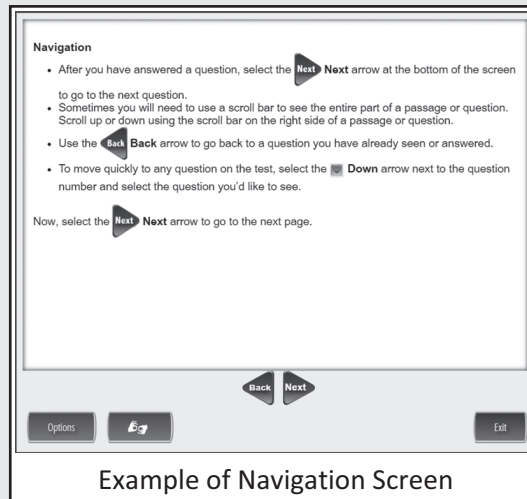 Navigation
• After you have answered a question, select the Next Next arrow at the bottom of the screen
to go to the next question.
• Sometimes you will need to use a scroll bar to see the entire part of a passage or question.
Scroll up or down using the scroll bar on the right side of a passage or question.
• Use the Back Back arrow to go back to a question you have already seen or answered.
• To move quickly to any question on the test, select the Down arrow next to the question
number and select the question you'd like to see.
Now, select the Next Next arrow to go to the next page.
Back Next
Options Exit
Example of Navigation Screen